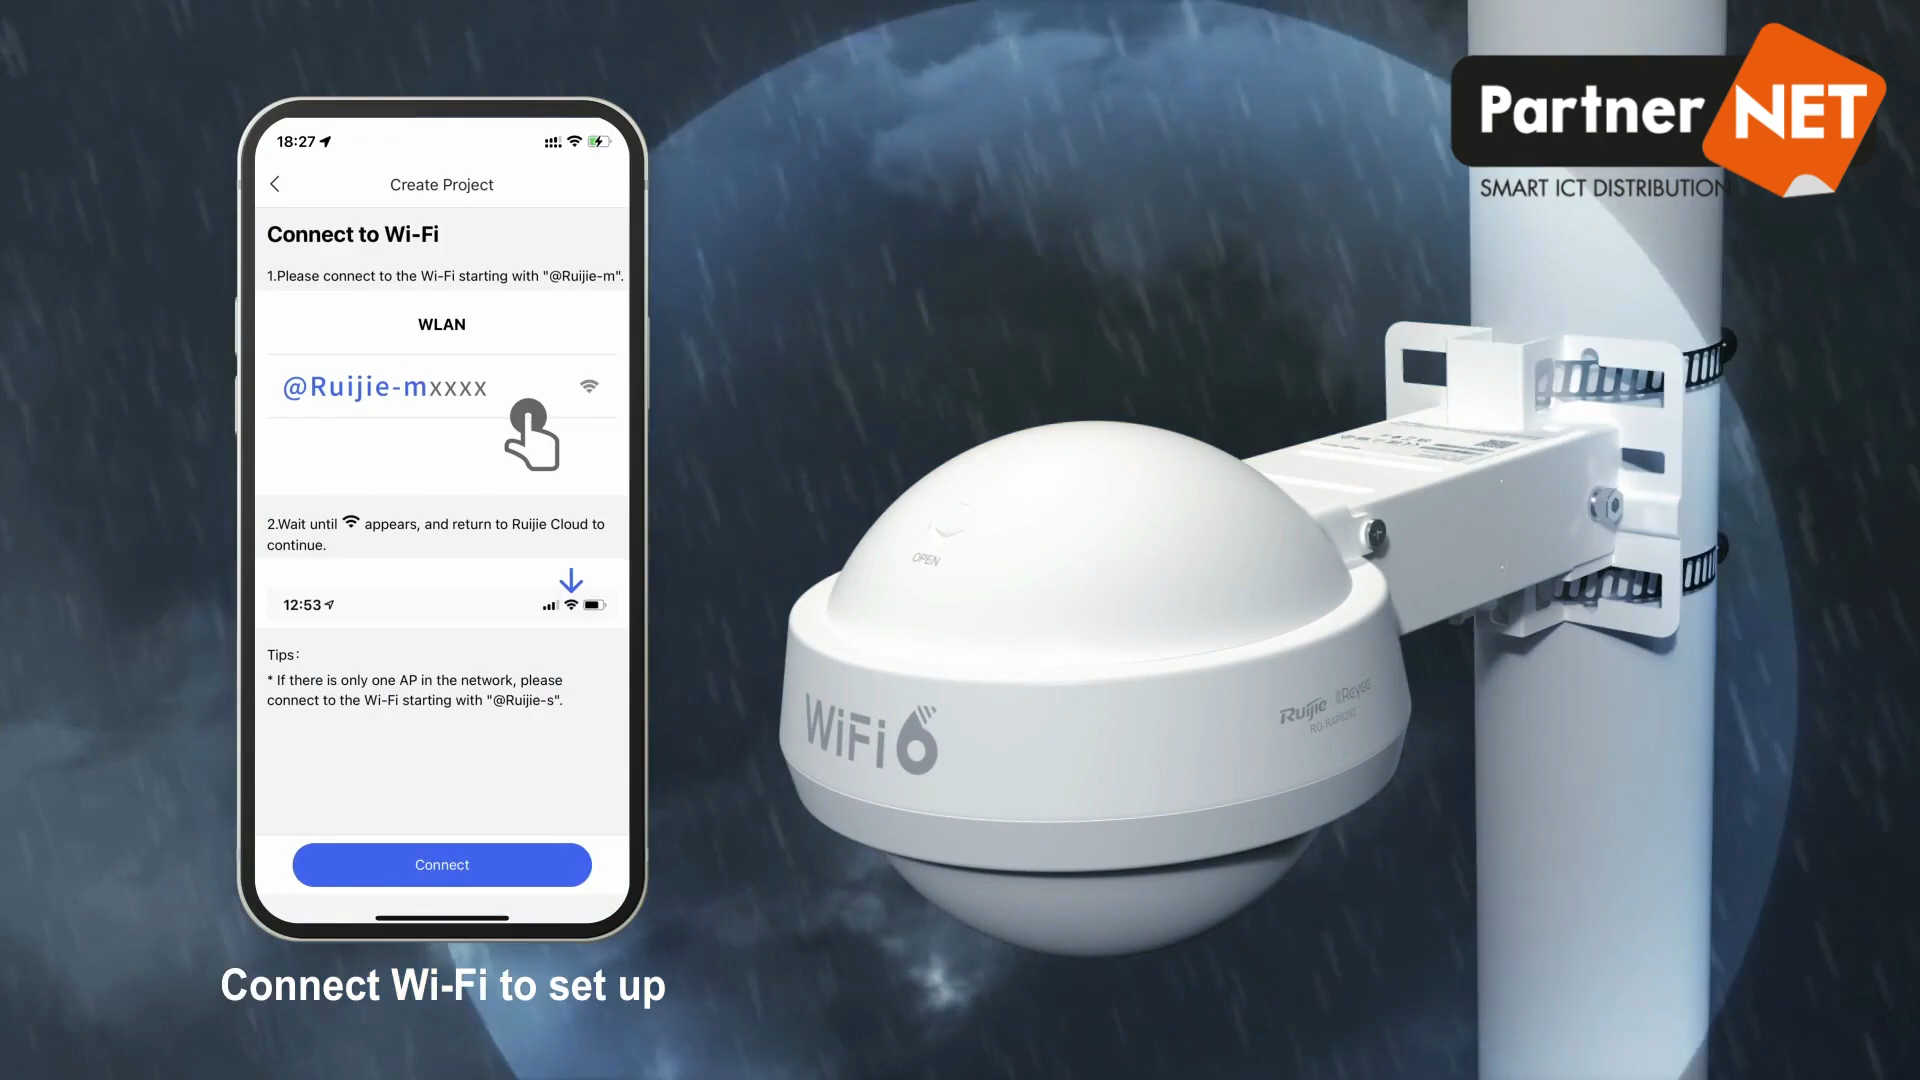 18:27
Create Project
Connect to Wi-Fi
1.Please connect to the Wi-Fi starting with "@Ruijie-m".
WLAN
@Ruijie-mxxxx
2.Wait until appears, and return to Ruijie Cloud to
continue.
12:53
Tips:
* If there is only one AP in the network, please
connect to the Wi-Fi starting with "@Ruijie-s".
Connect
Connect Wi-Fi to set up
Partner NET
SMART ICT DISTRIBUTION
OPEN
WiFi 6
Ruijie Reyee